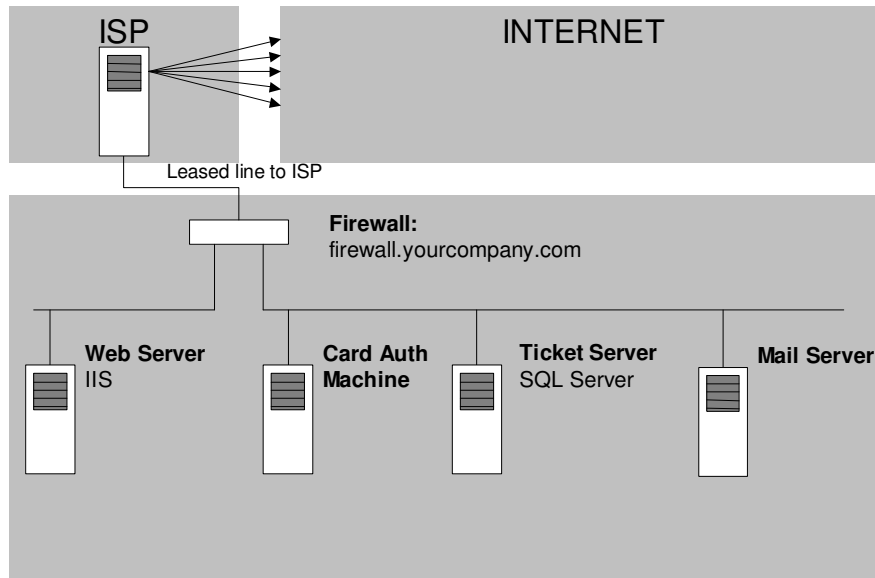 ISP
INTERNET
Leased line to ISP
Firewall:
firewall.yourcompany.com
Web Server
IIS
Card Auth
Machine
Ticket Server
SQL Server
Mail Server